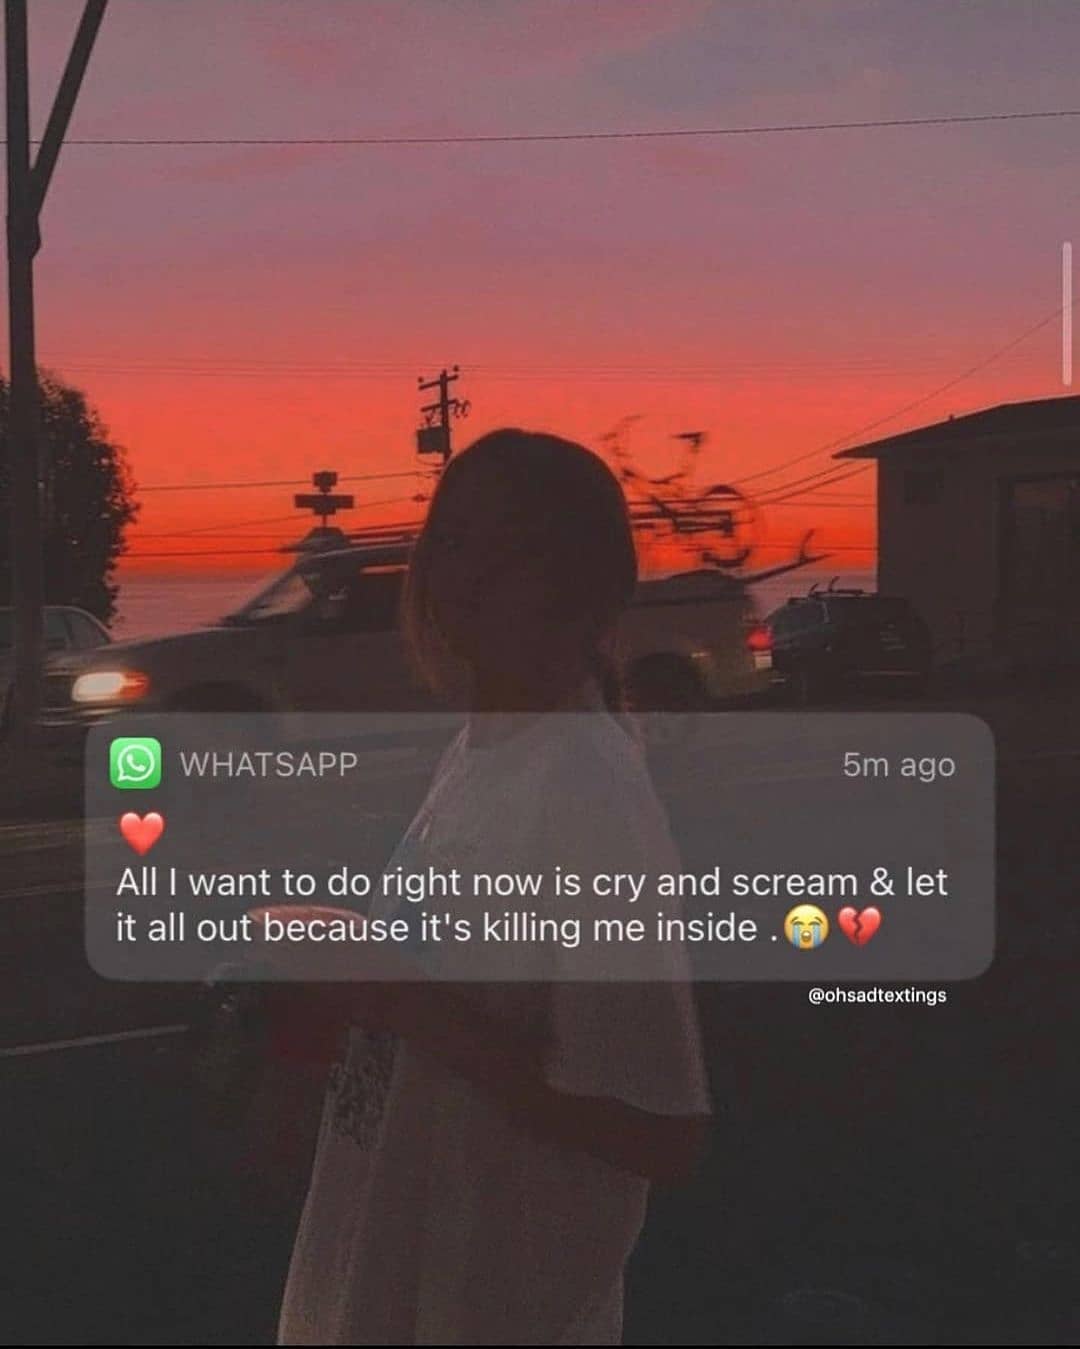 WHATSAPP 5m ago
❤️
All I want to do right now is cry and scream & let
it all out because it's killing me inside .😭💔
@ohsadtextings